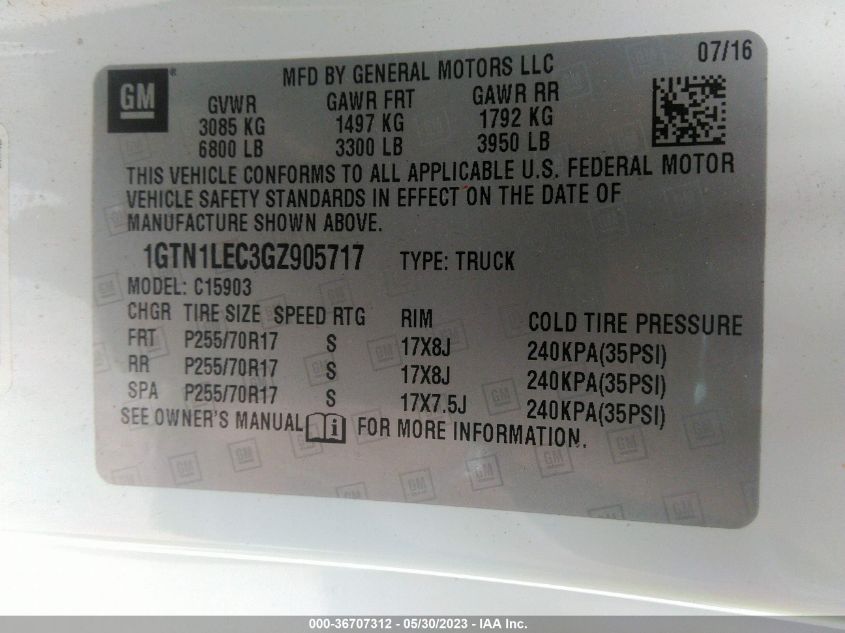 GM®
MFD BY GENERAL MOTORS LLC
07/16
GVWR GAWR FRT GAWR RR
3085 KG 1497 KG 1792 KG
6800 LB 3300 LB 3950 LB
THIS VEHICLE CONFORMS TO ALL APPLICABLE U.S. FEDERAL MOTOR
VEHICLE SAFETY STANDARDS IN EFFECT ON THE DATE OF
MANUFACTURE SHOWN ABOVE.
1GTN1LEC3GZ905717 TYPE: TRUCK
MODEL: C15903
CHGR TIRE SIZE SPEED RTG RIM COLD TIRE PRESSURE
FRT P255/70R17 S 17X8J 240KPA(35PSI)
RR P255/70R17 S 17X8J 240KPA(35PSI)
SPA P255/70R17 S 17X7.5J 240KPA(35PSI)
SEE OWNER'S MANUAL i FOR MORE INFORMATION.
000-36707312 - 05/30/2023 - IAA Inc.